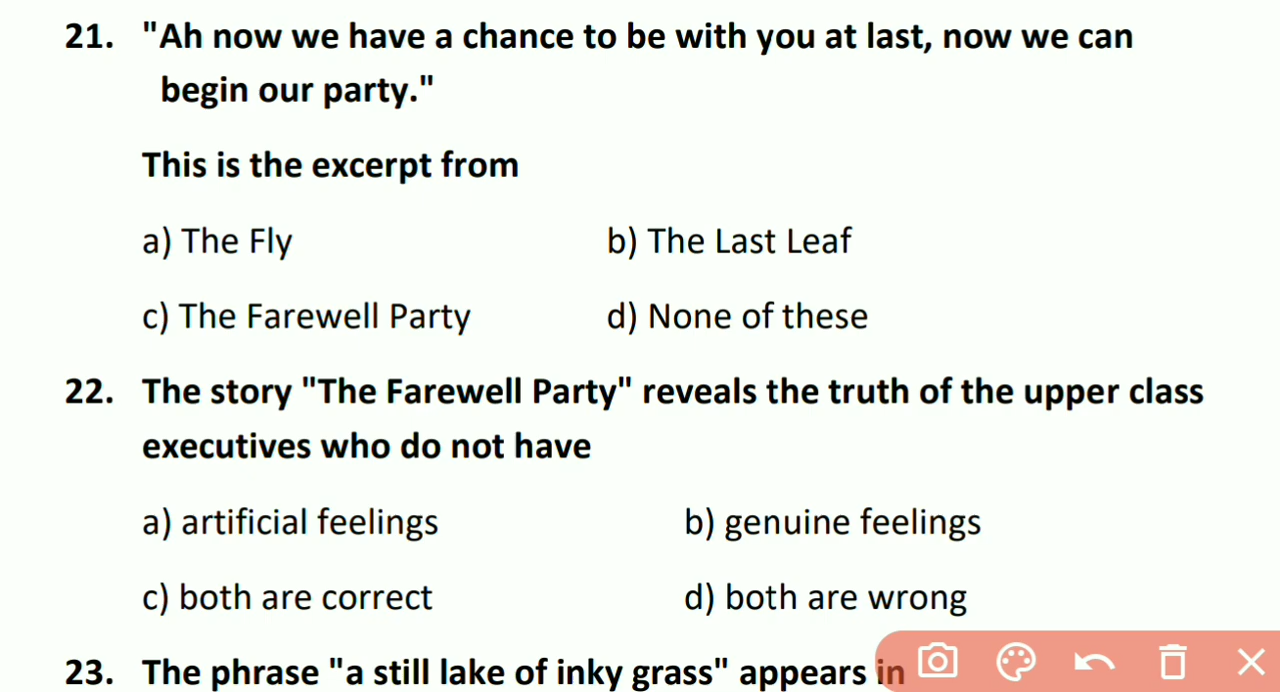 21. "Ah now we have a chance to be with you at last, now we can
begin our party."
This is the excerpt from
a) The Fly b) The Last Leaf
c) The Farewell Party d) None of these
22. The story "The Farewell Party" reveals the truth of the upper class
executives who do not have
a) artificial feelings b) genuine feelings
c) both are correct d) both are wrong
23. The phrase "a still lake of inky grass" appears in